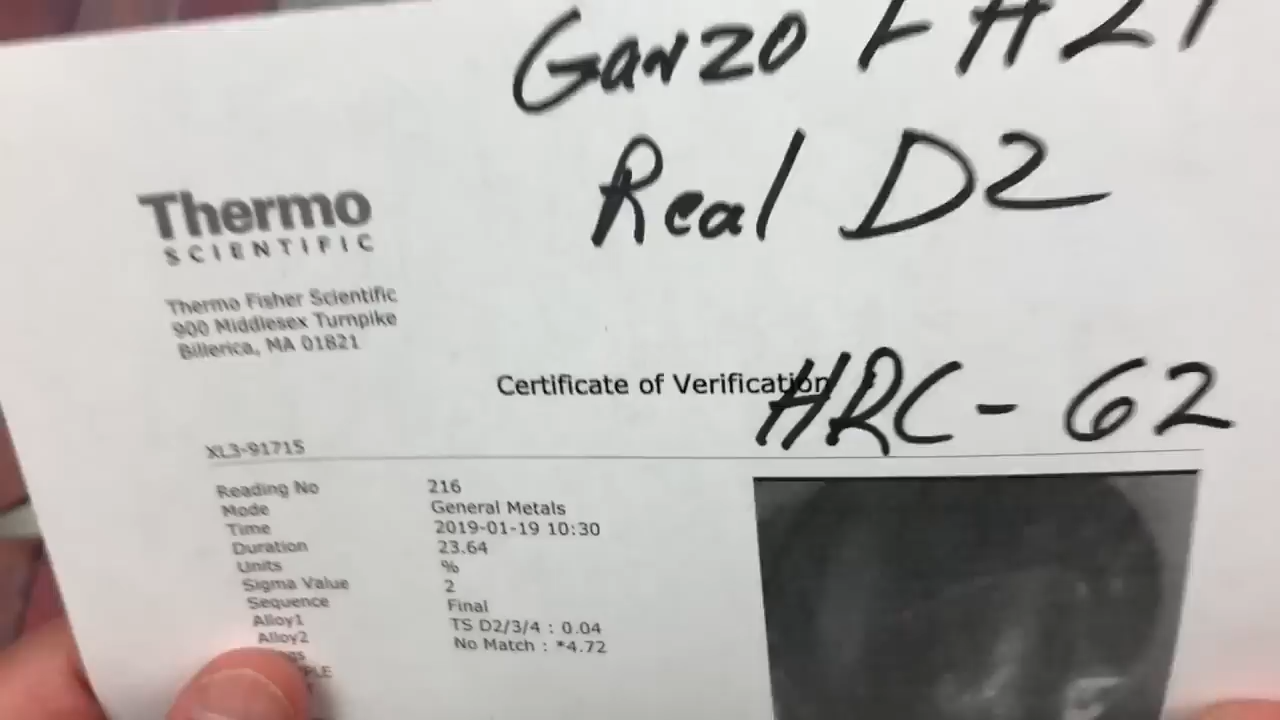 Ganzo FH21
Real D2
Thermo
SCIENTIFIC
Thermo Fisher Scientific
900 Middlesex Turnpike
Billerica, MA 01821
Certificate of Verification
HRC - 62
XL3-91715
Reading No 216
Mode General Metals
Time 2019-01-19 10:30
Duration 23.64
Units %
Sigma Value 2
Sequence Final
Alloy1 TS D2/3/4 : 0.04
Alloy2 No Match : *4.72